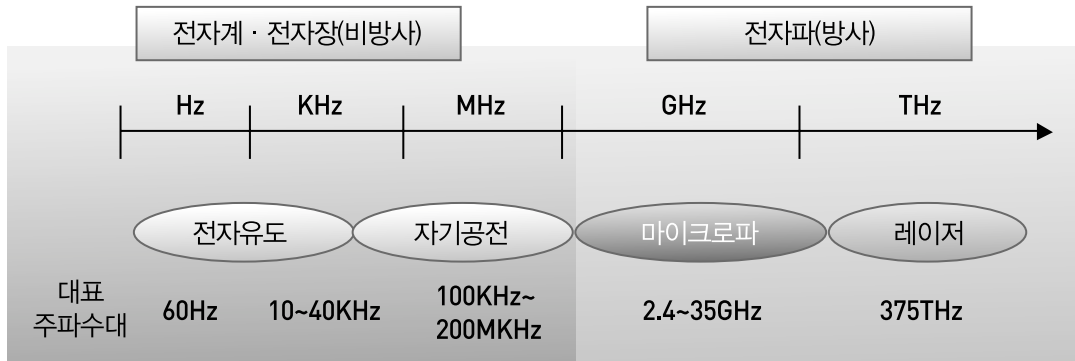 전자계 · 전자장(비방사) 전자파(방사)
Hz KHz MHz GHz THz
전자유도 자기공전 마이크로파 레이저
대표
주파수대
60Hz 10~40KHz
100KHz~
200MKHz
2.4~35GHz 375THz